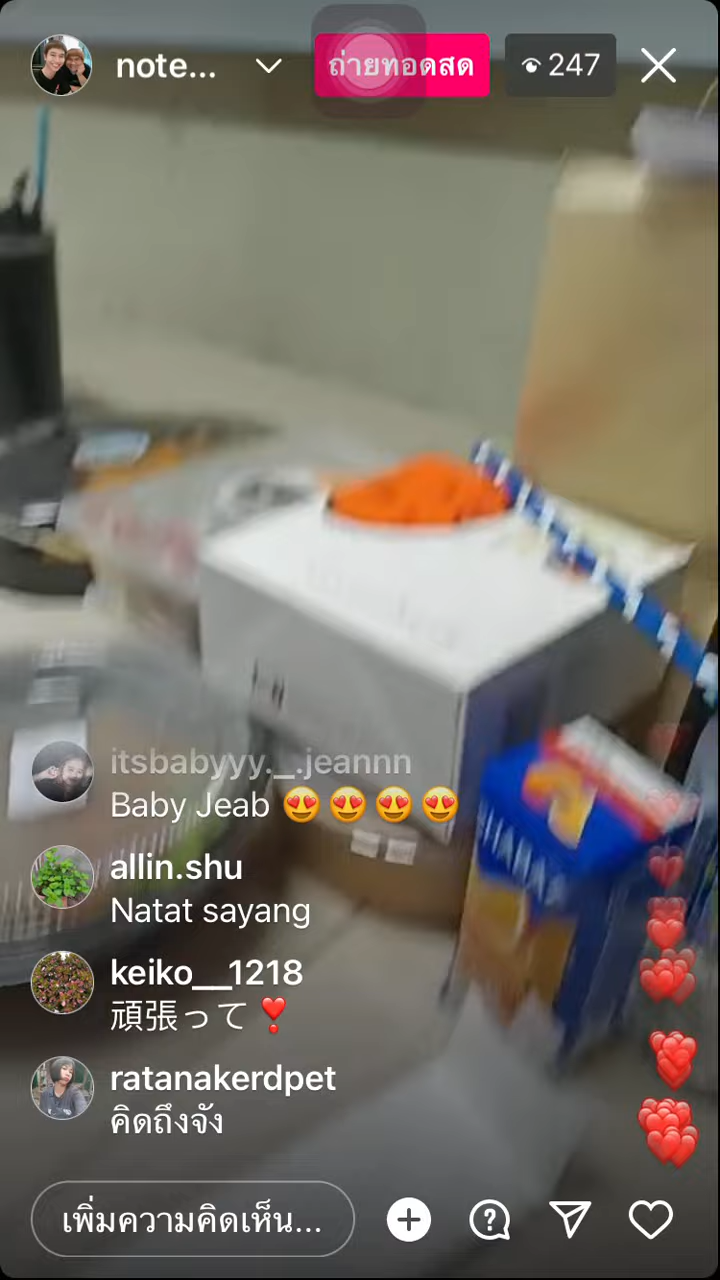 note...
ถ่ายทอดสด
247
itsbabyyy._.jeannn
Baby Jeab 😍😍😍😍
allin.shu
Natat sayang
keiko__1218
頑張って❣️
ratanakerdpet
คิดถึงจัง
เพิ่มความคิดเห็น...